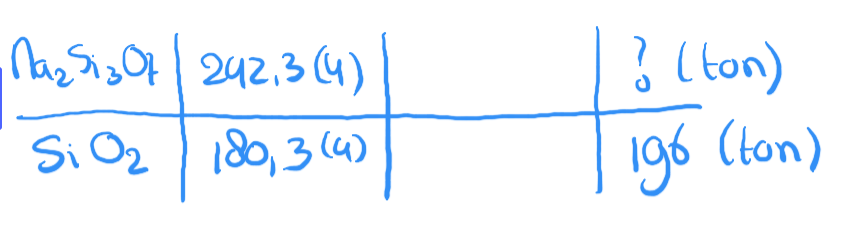 Na2Si3O7 242,3 (4) ? (ton)
SiO2 180,3 (4) 196 (ton)